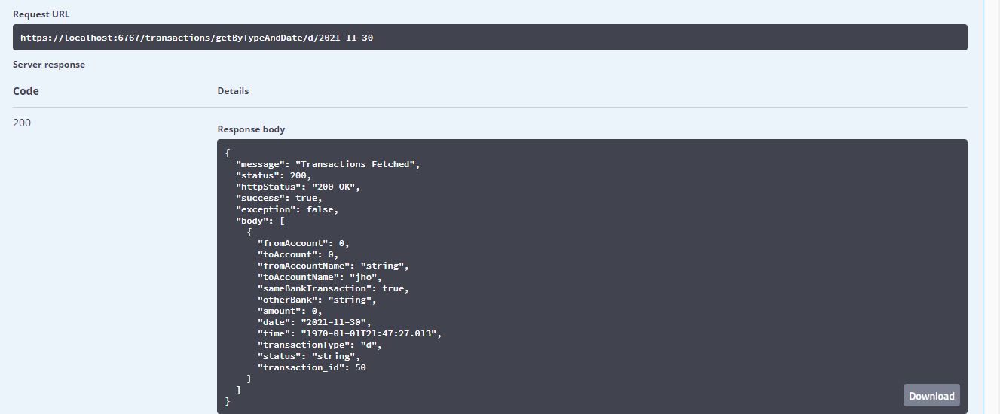 Request URL
https://localhost:6767/transactions/getByTypeAndDate/d/2021-11-30
Server response
Code Details
200
Response body
{
"message": "Transactions Fetched",
"status": 200,
"httpStatus": "200 OK",
"success": true,
"exception": false,
"body": [
{
"fromAccount": 0,
"toAccount": 0,
"fromAccountName": "string",
"toAccountName": "jho",
"sameBankTransaction": true,
"otherBank": "string",
"amount": 0,
"date": "2021-11-30",
"time": "1970-01-01T21:47:27.013",
"transactionType": "d",
"status": "string",
"transaction_id": 50
}
]
}
Download